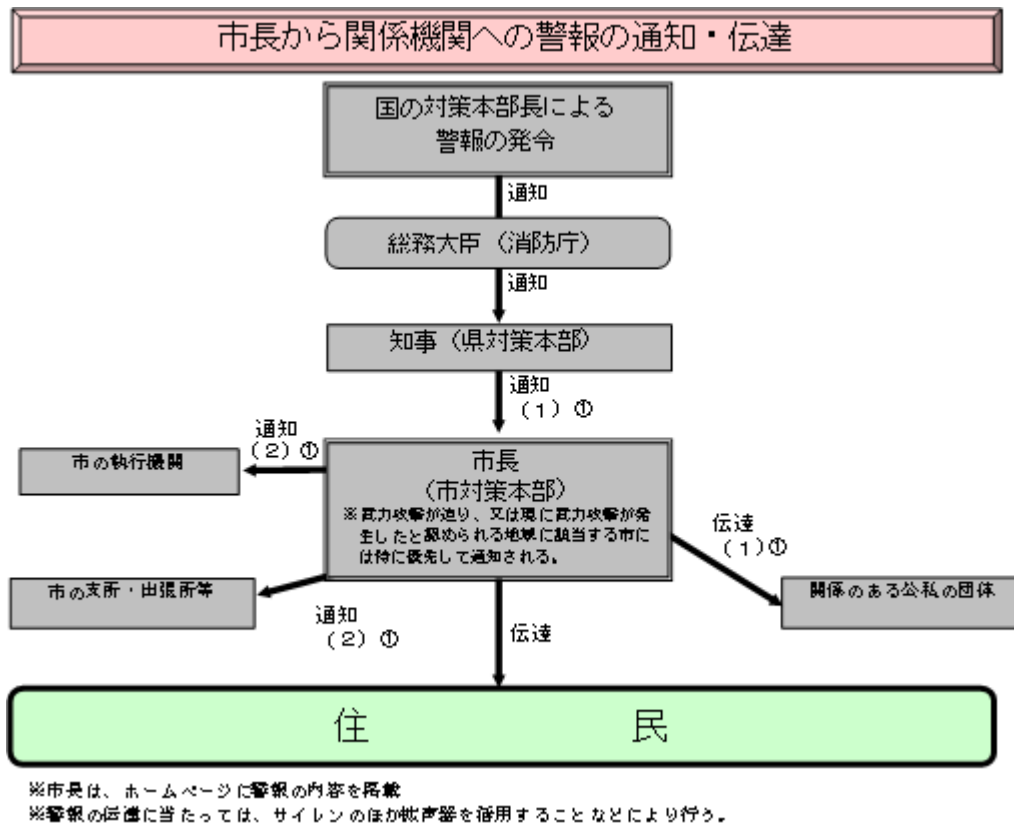 市長から関係機関への警報の通知・伝達
国の対策本部長による
警報の発令
通知
総務大臣（消防庁）
通知
知事（県対策本部）
通知
（１）①
通知
（２）①
市の執行機関
市長
（市対策本部）
※武力攻撃が迫り、又は現に武力攻撃が発
生したと認められる地域に該当する市に
は特に優先して通知される。
伝達
（１）①
市の支所・出張所等
関係のある公私の団体
通知
（２）①
伝達
住民
※市長は、ホームページに警報の内容を掲載
※警報の伝達に当たっては、サイレンのほか拡声器を活用することなどにより行う。